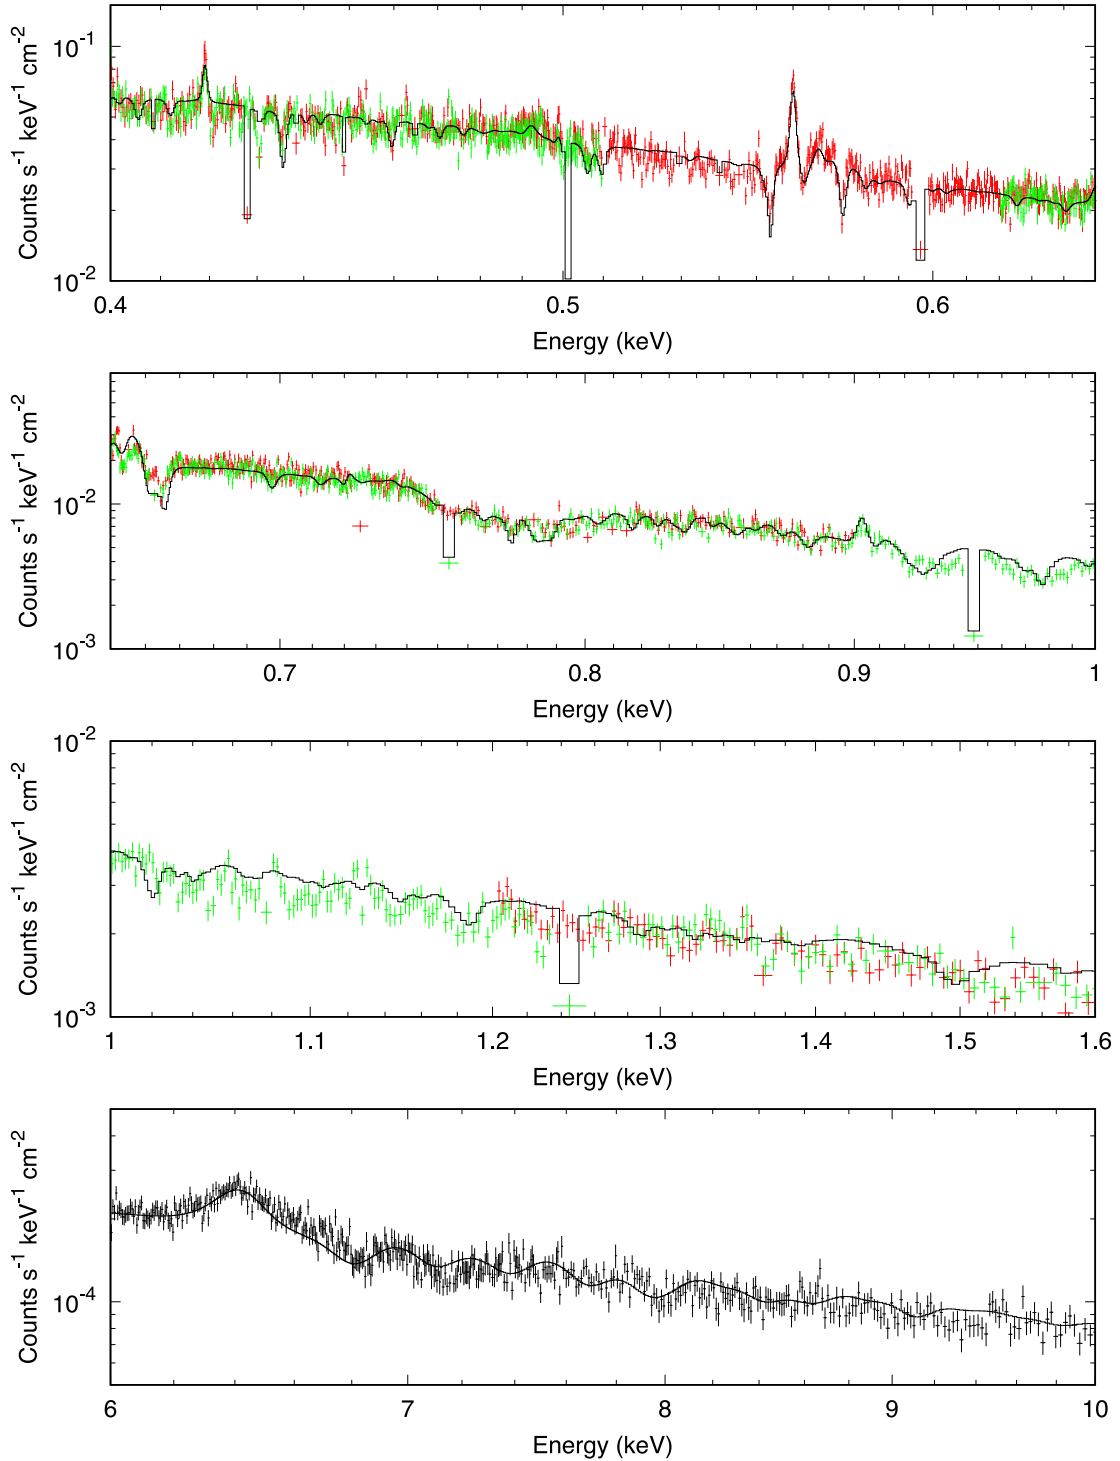 10⁻¹
10⁻²
Counts s⁻¹ keV⁻¹ cm⁻²
0.4 0.5 0.6
Energy (keV)
10⁻²
10⁻³
Counts s⁻¹ keV⁻¹ cm⁻²
0.7 0.8 0.9 1
Energy (keV)
10⁻²
10⁻³
Counts s⁻¹ keV⁻¹ cm⁻²
1 1.1 1.2 1.3 1.4 1.5 1.6
Energy (keV)
10⁻⁴
Counts s⁻¹ keV⁻¹ cm⁻²
6 7 8 9 10
Energy (keV)